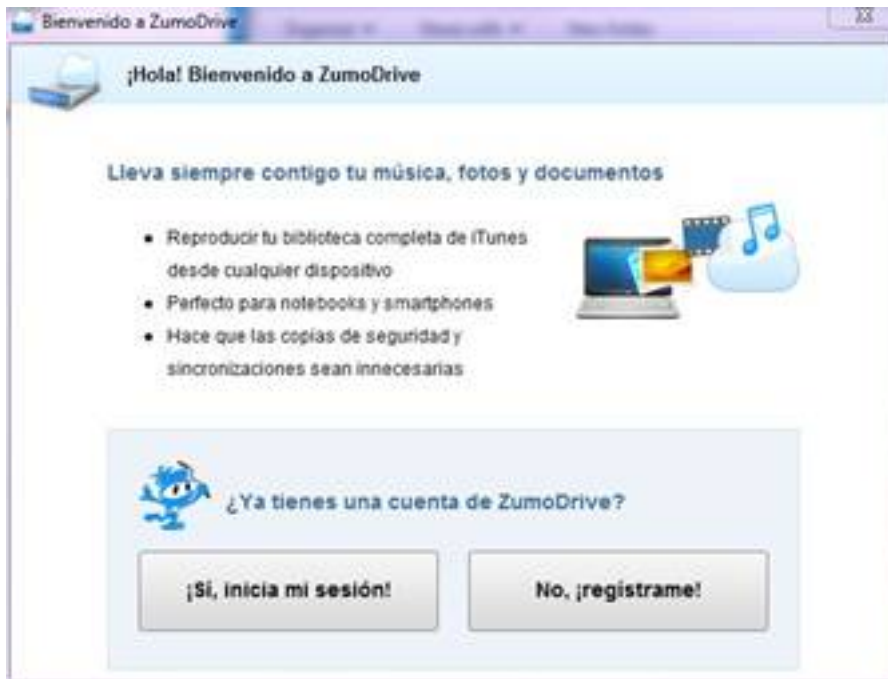 Bienvenido a ZumoDrive
¡Hola! Bienvenido a ZumoDrive
Lleva siempre contigo tu música, fotos y documentos
• Reproducir tu biblioteca completa de iTunes
desde cualquier dispositivo
• Perfecto para notebooks y smartphones
• Hace que las copias de seguridad y
sincronizaciones sean innecesarias
¿Ya tienes una cuenta de ZumoDrive?
¡Sí, inicia mi sesión!
No, ¡regístrame!